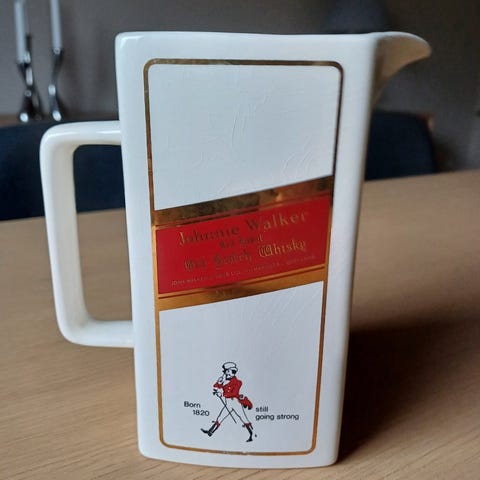 Johnnie Walker
Red Label
Old Scotch Whisky
Born
1820
still
going strong